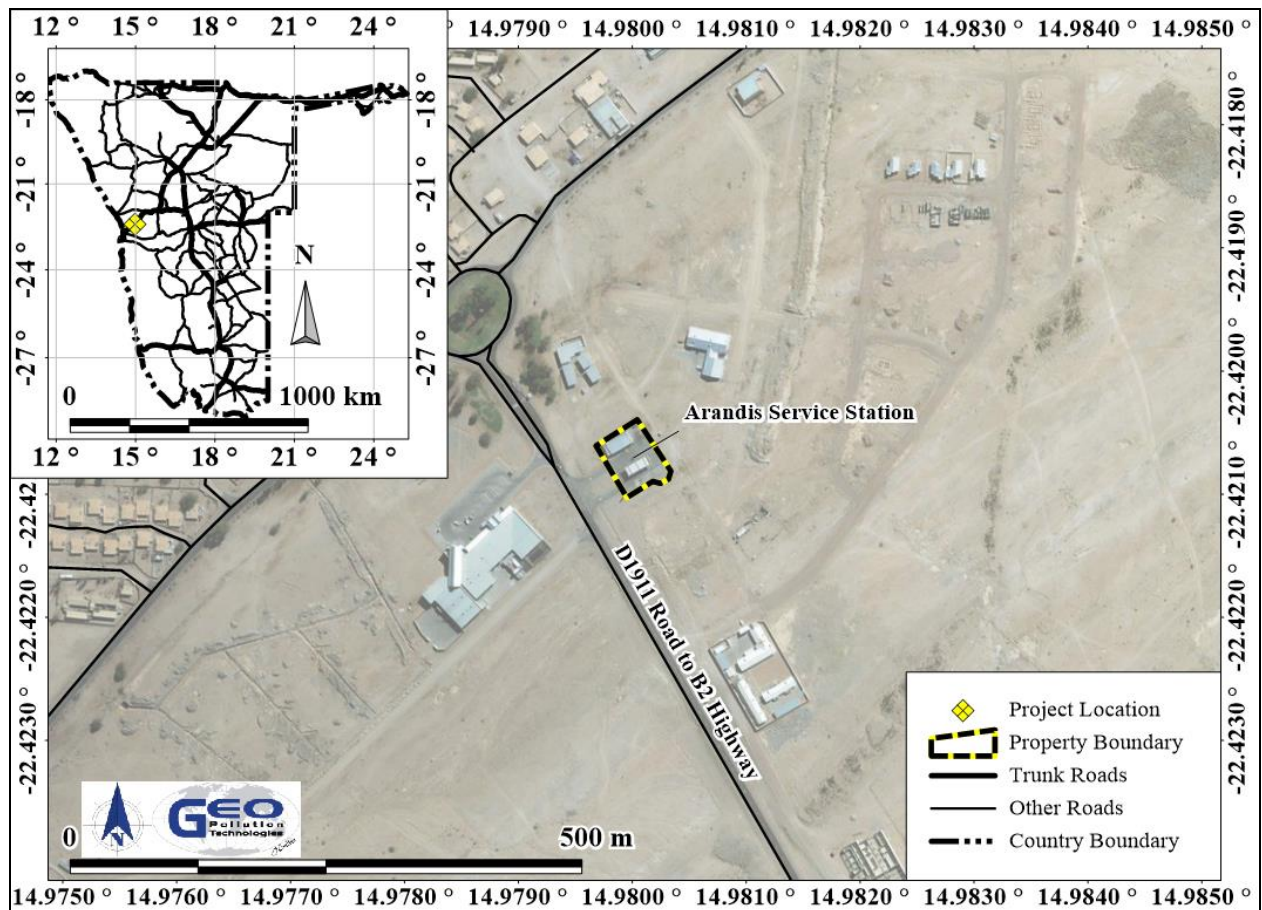 12 ° 15 ° 18 ° 21 ° 24 °
14.9790 ° 14.9800 ° 14.9810 ° 14.9820 ° 14.9830 ° 14.9840 ° 14.9850 °
-18 ° -21 ° -24 ° -27 °
-18 ° -21 ° -24 ° -27 °
N
0 1000 km
12 ° 15 ° 18 ° 21 ° 24 °
-22.4180 ° -22.4190 ° -22.4200 ° -22.4210 ° -22.4220 ° -22.4230 °
-22.42 -22.4220 ° -22.4230 °
Arandis Service Station
D1911 Road to B2 Highway
Project Location
Property Boundary
Trunk Roads
Other Roads
Country Boundary
N
GEO
Pollution
Technologies
0 500 m
14.9750 ° 14.9760 ° 14.9770 ° 14.9780 ° 14.9790 ° 14.9800 ° 14.9810 ° 14.9820 ° 14.9830 ° 14.9840 ° 14.9850 °